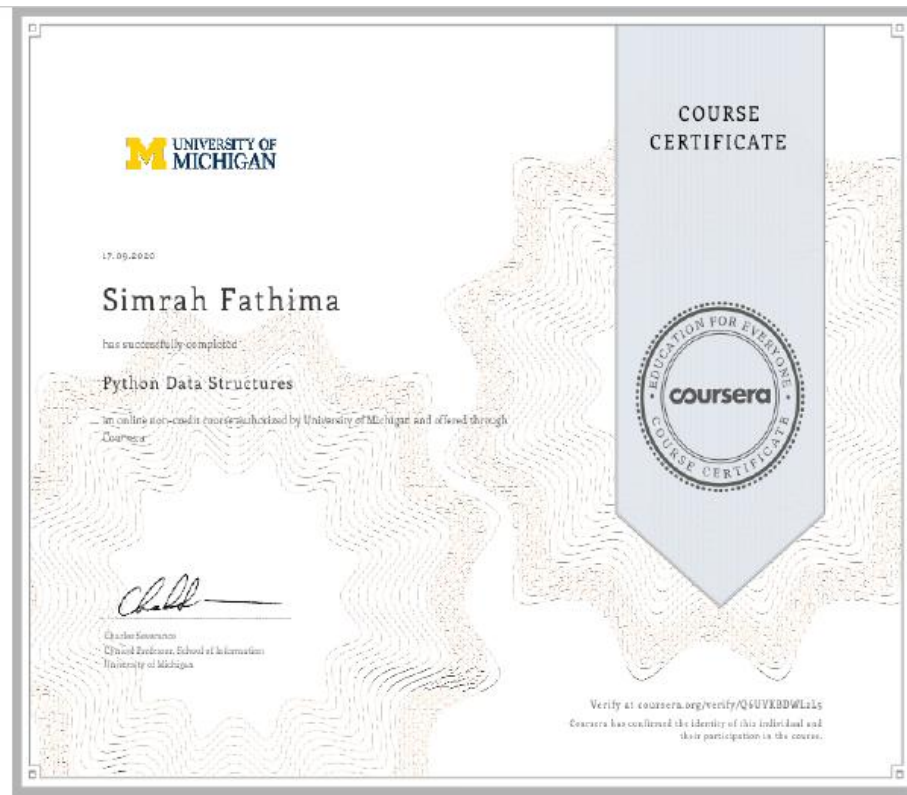 UNIVERSITY OF
MICHIGAN
COURSE
CERTIFICATE
17.09.2020
Simrah Fathima
has successfully completed
Python Data Structures
an online non-credit course authorized by University of Michigan and offered through
Coursera
EDUCATION FOR EVERYONE
coursera
COURSE CERTIFICATE
Charles Severance
Clinical Professor, School of Information
University of Michigan
Verify at coursera.org/verify/
Coursera has confirmed the identity of this individual and
their participation in the course.